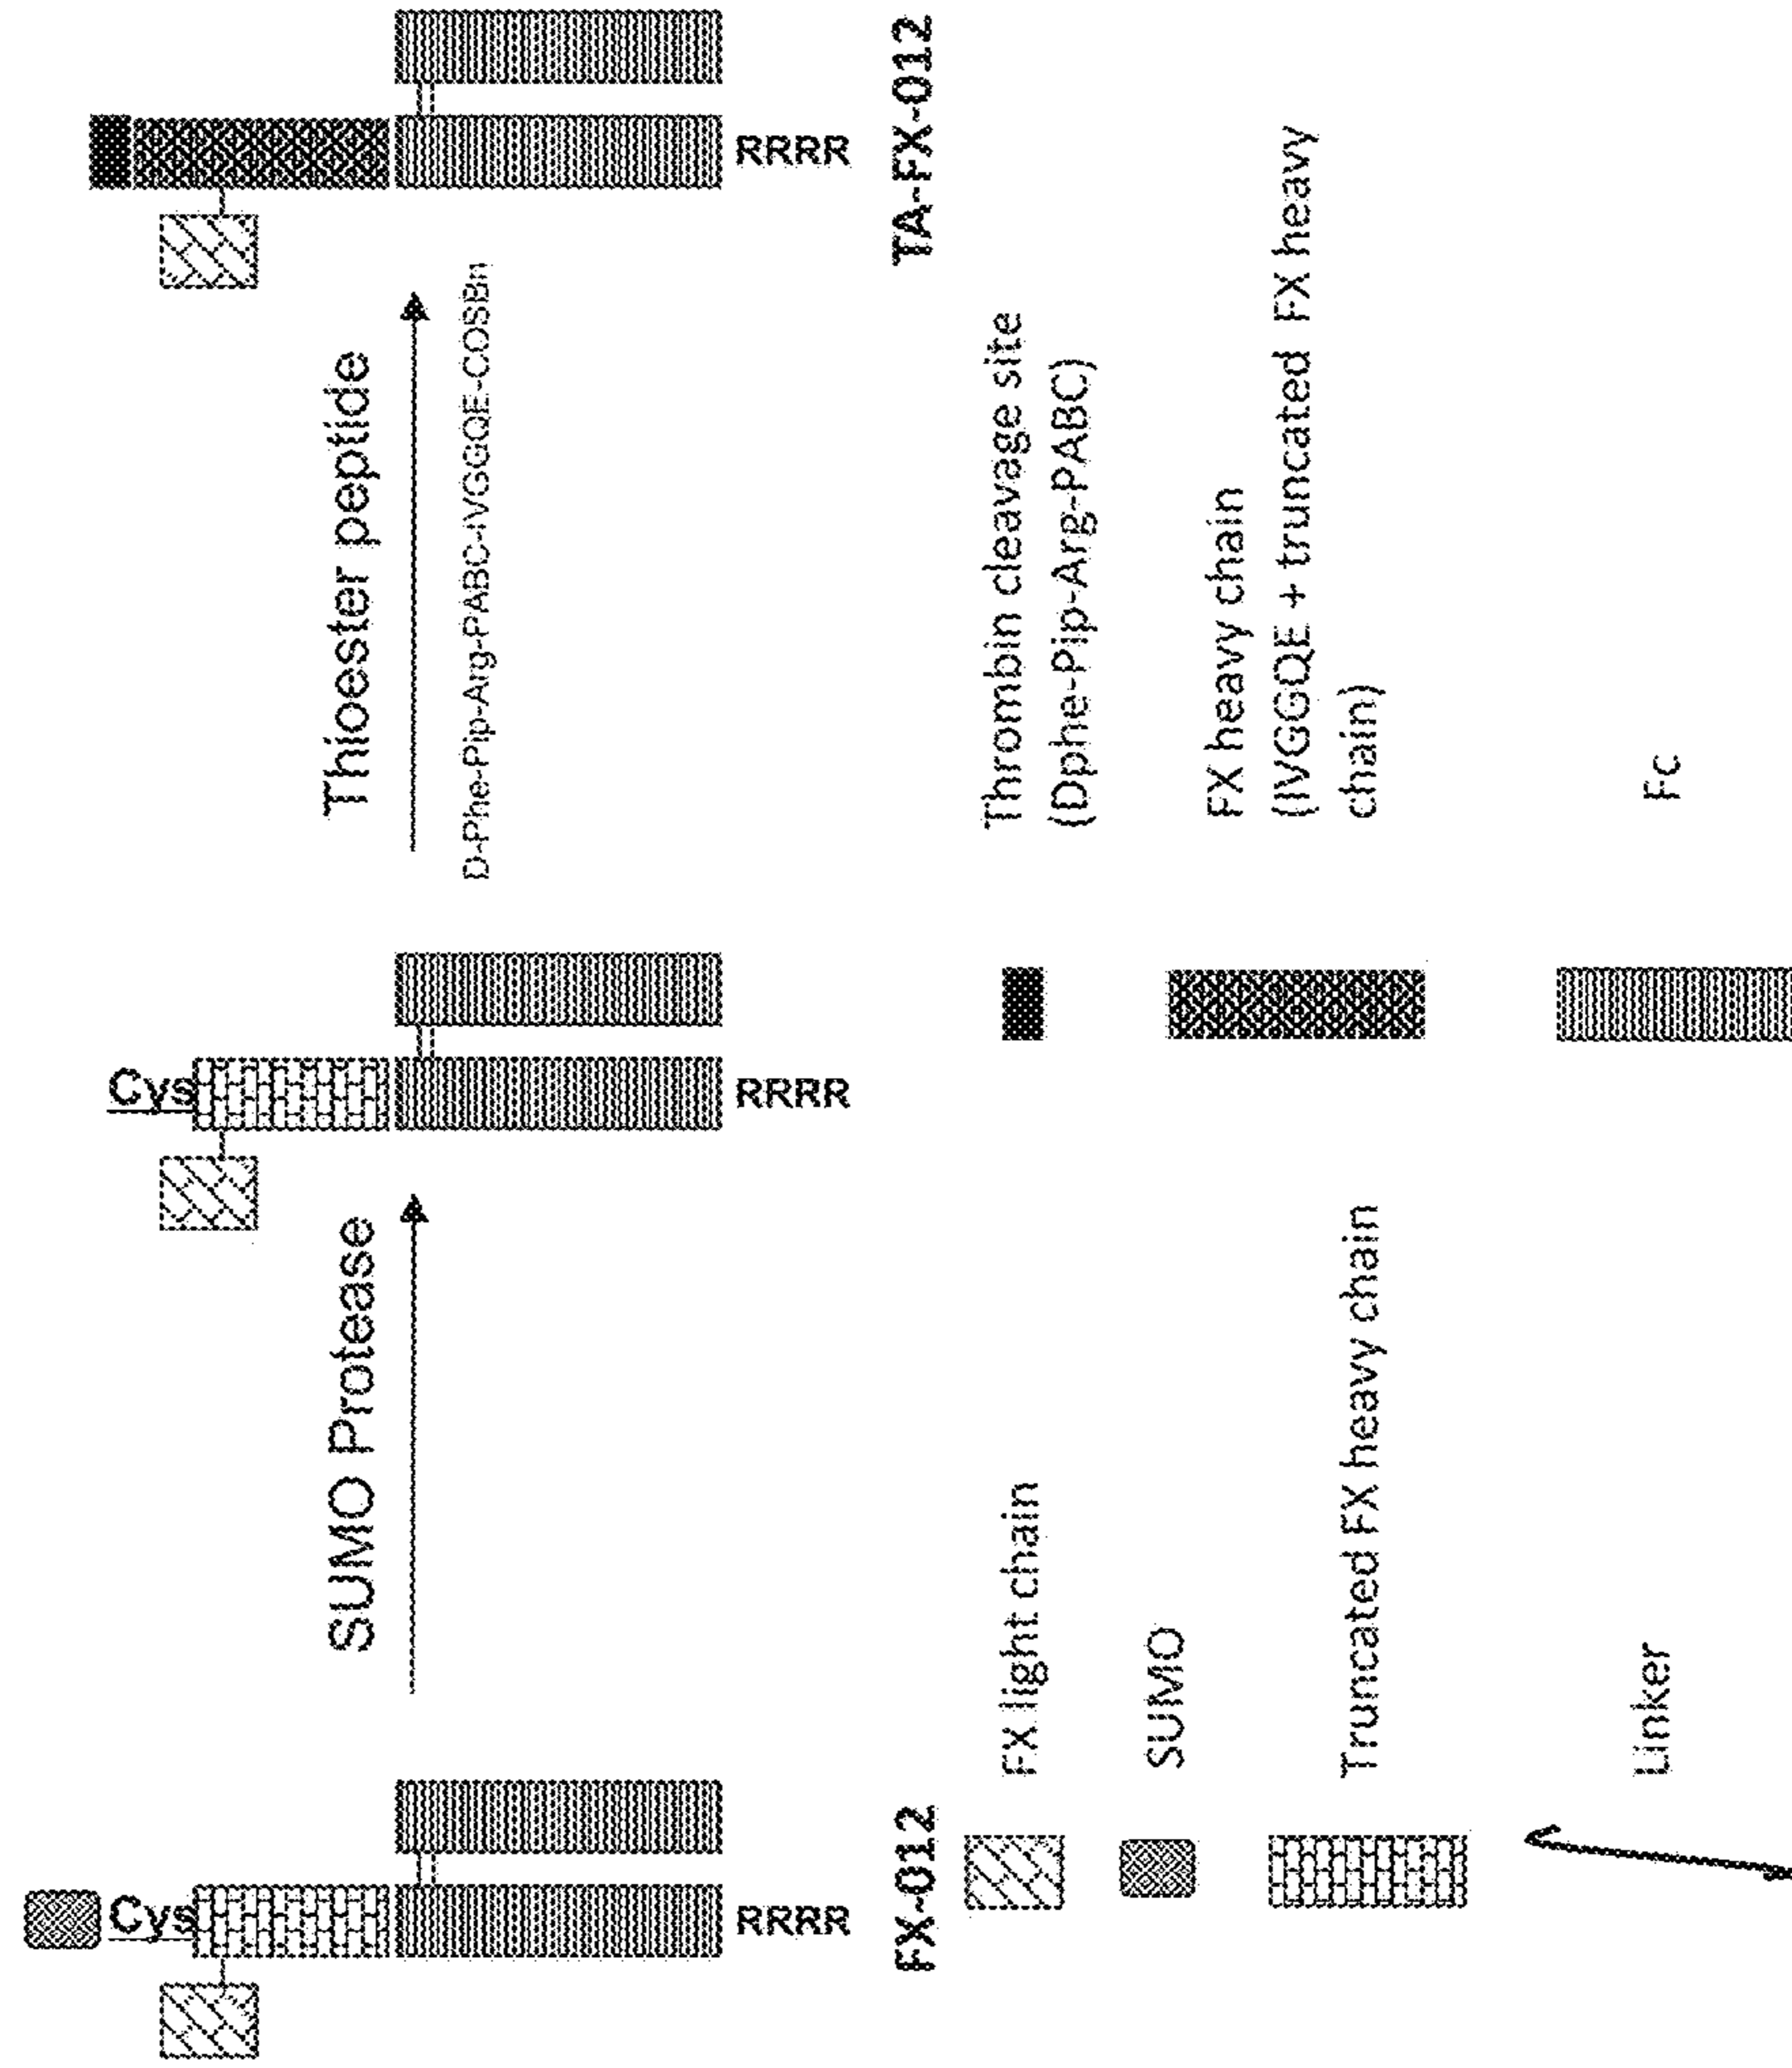 Cys
RRRR
FX-012
SUMO Protease
Cys
RRRR
Thioester peptide
D-Phe-Pip-Arg-PABC-IVGGQE-COSBn
RRRR
TA-FX-012
FX light chain
SUMO
Truncated FX heavy chain
Linker
Thrombin cleavage site
(Dphe-Pip-Arg-PABC)
FX heavy chain
(IVGGQE + truncated FX heavy
chain)
Fc